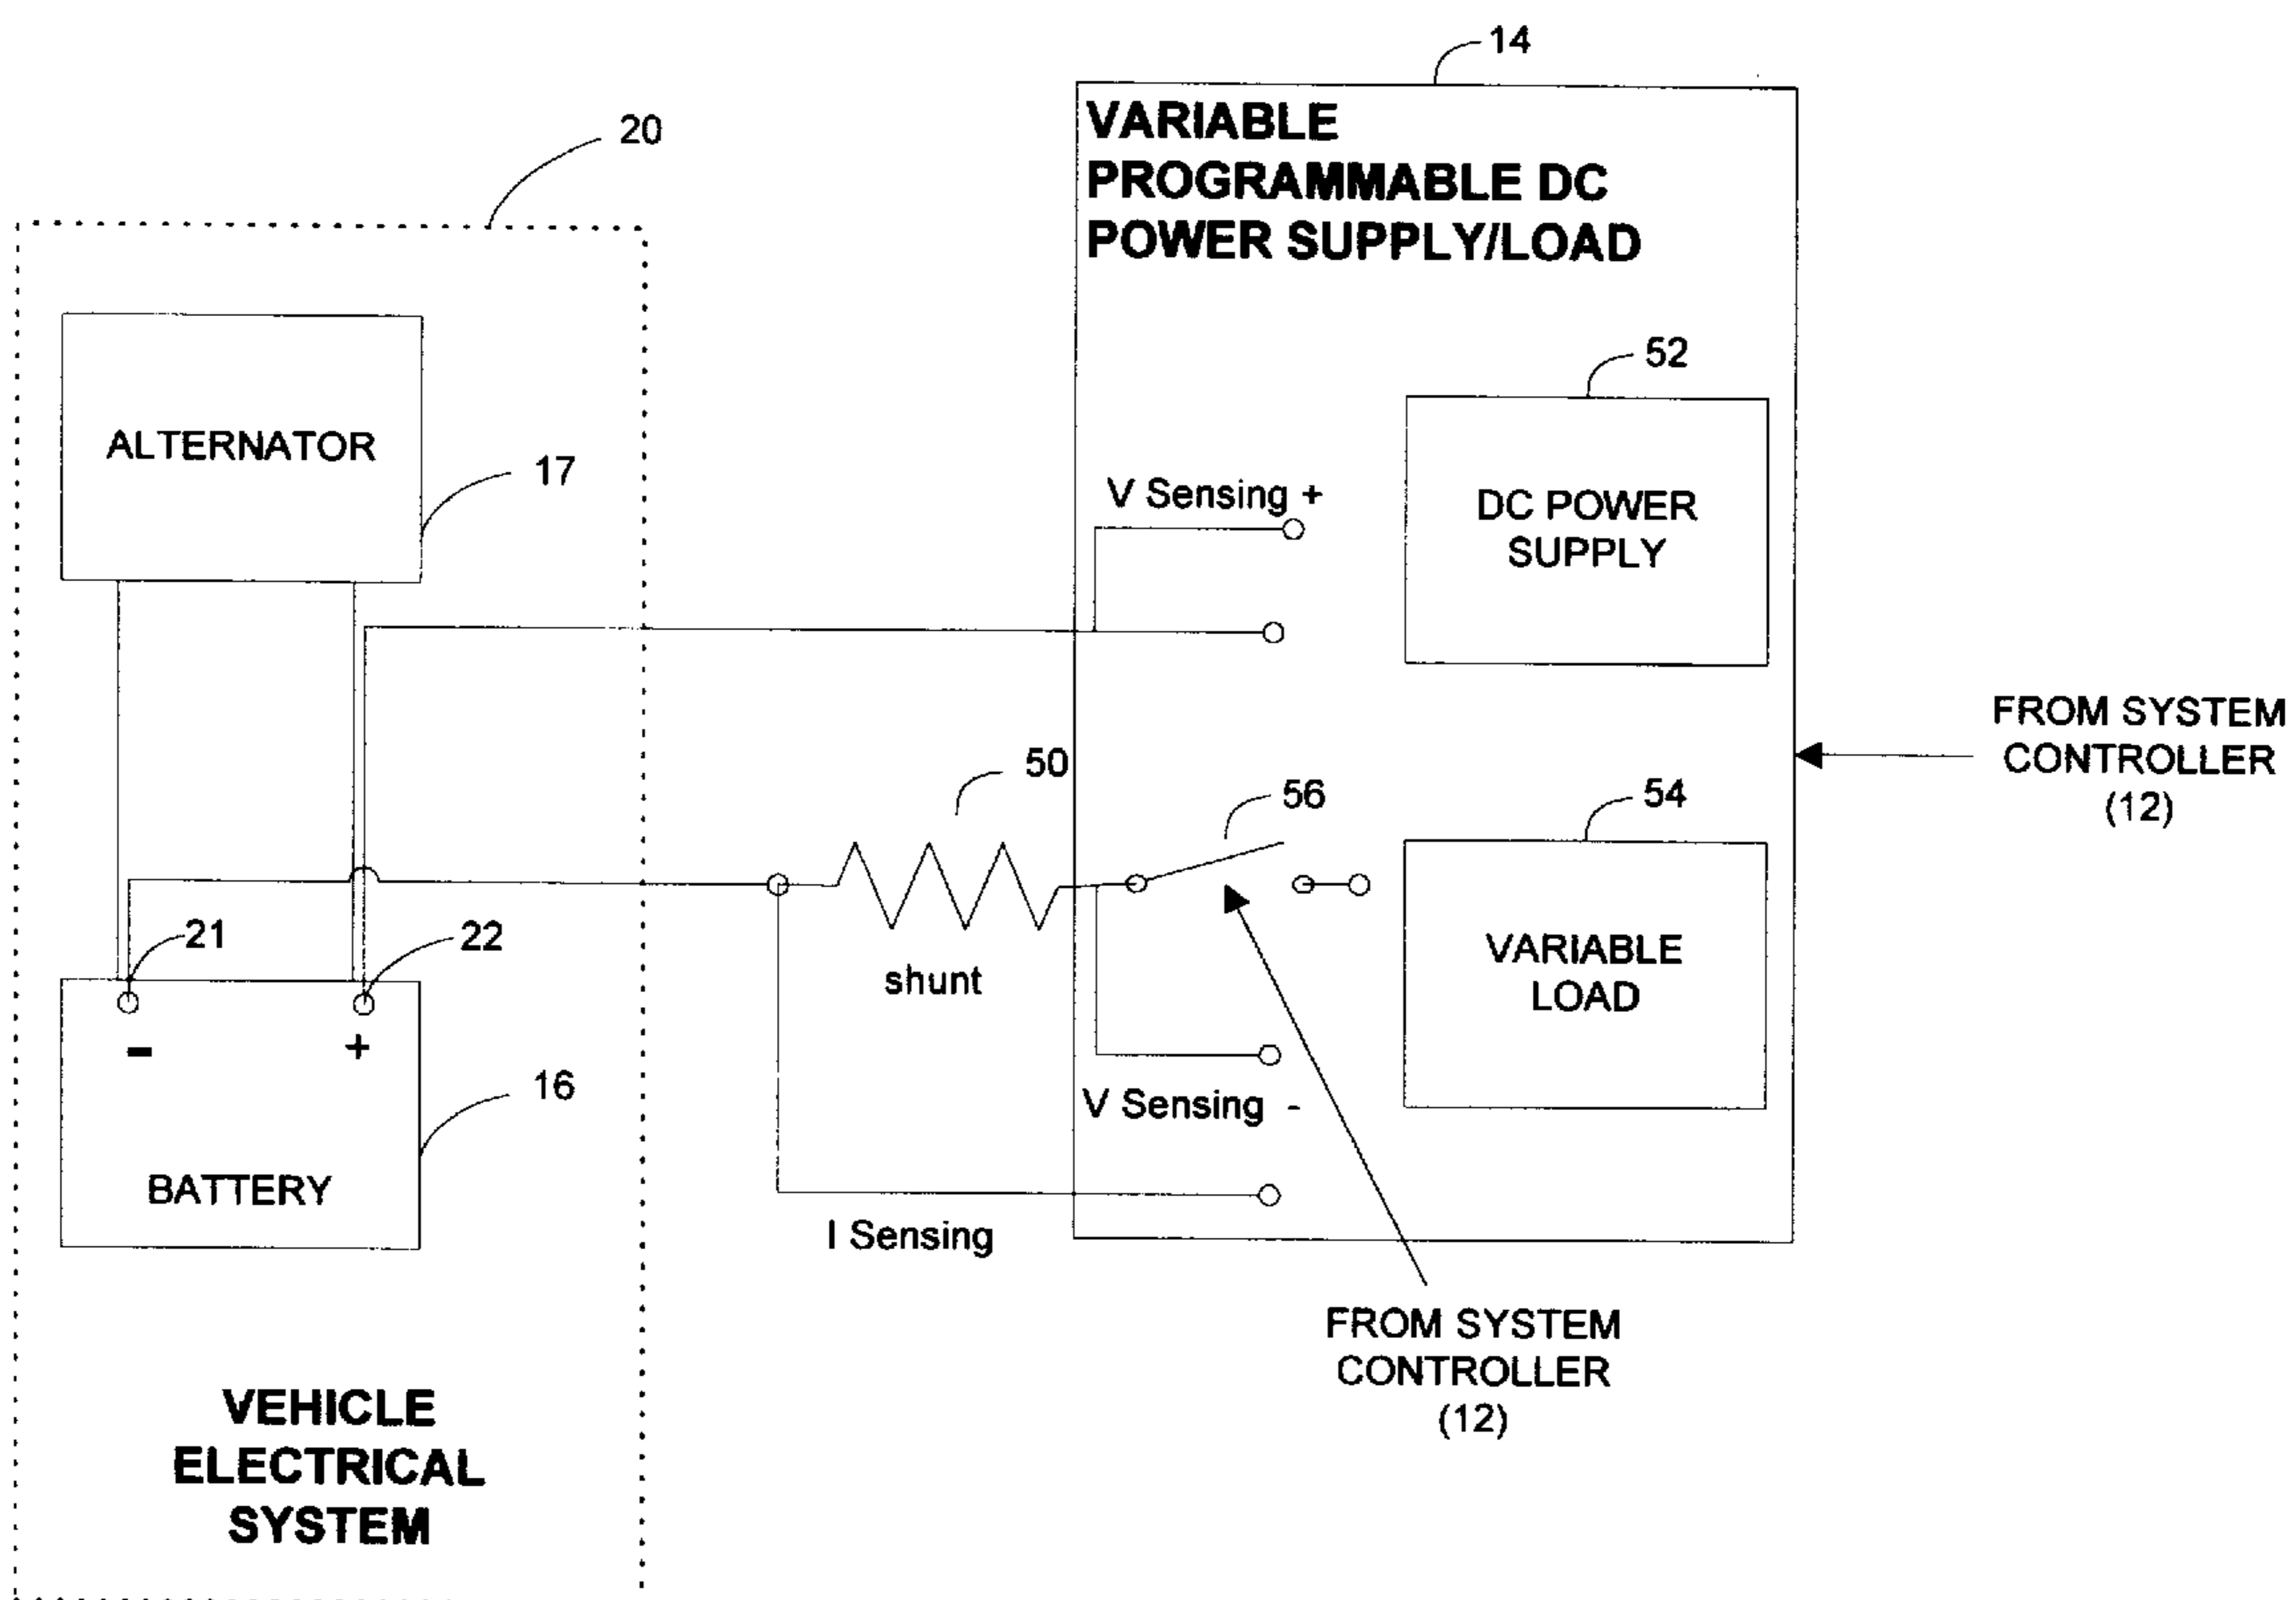 14
VARIABLE
PROGRAMMABLE DC
POWER SUPPLY/LOAD
20
52
ALTERNATOR
17
V Sensing +
DC POWER
SUPPLY
FROM SYSTEM
CONTROLLER
(12)
50
56
54
21
22
shunt
VARIABLE
LOAD
-
+
16
V Sensing -
BATTERY
I Sensing
FROM SYSTEM
CONTROLLER
(12)
VEHICLE
ELECTRICAL
SYSTEM